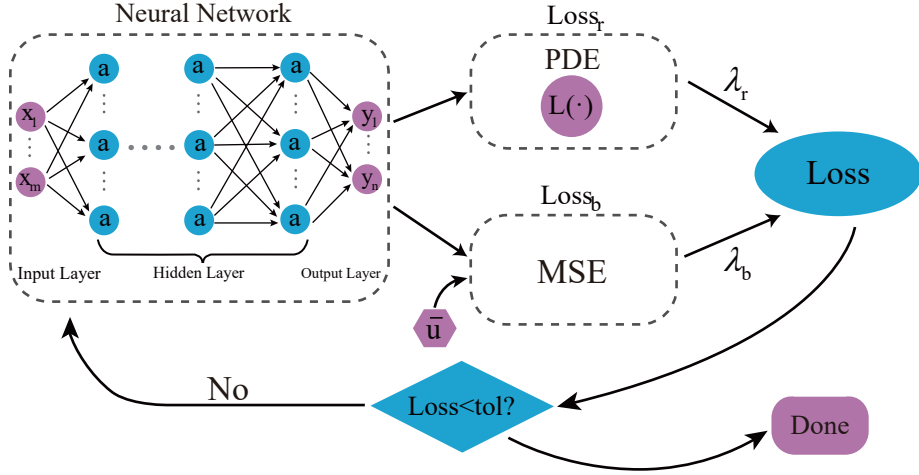 Neural Network
Loss_r
PDE
L(·)
λ_r
a a a
x_1
y_1
a a a
x_m
y_n
a a a
Loss
Loss_b
MSE
λ_b
Input Layer
Hidden Layer
Output Layer
ū
No
Loss<tol?
Done